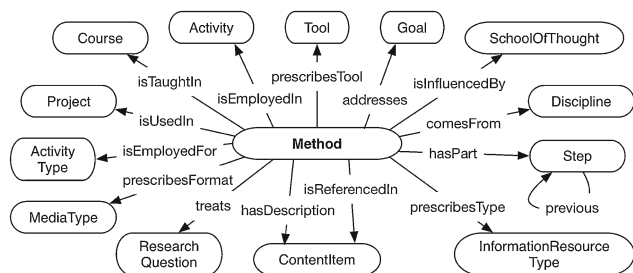 Course
Activity
Tool
Goal
SchoolOfThought
isTaughtIn
prescribesTool
isInfluencedBy
Project
isEmployedIn
addresses
Discipline
isUsedIn
comesFrom
Method
Activity
Type
isEmployedFor
hasPart
Step
prescribesFormat
isReferencedIn
MediaType
treats
hasDescription
prescribesType
previous
Research
Question
ContentItem
InformationResource
Type